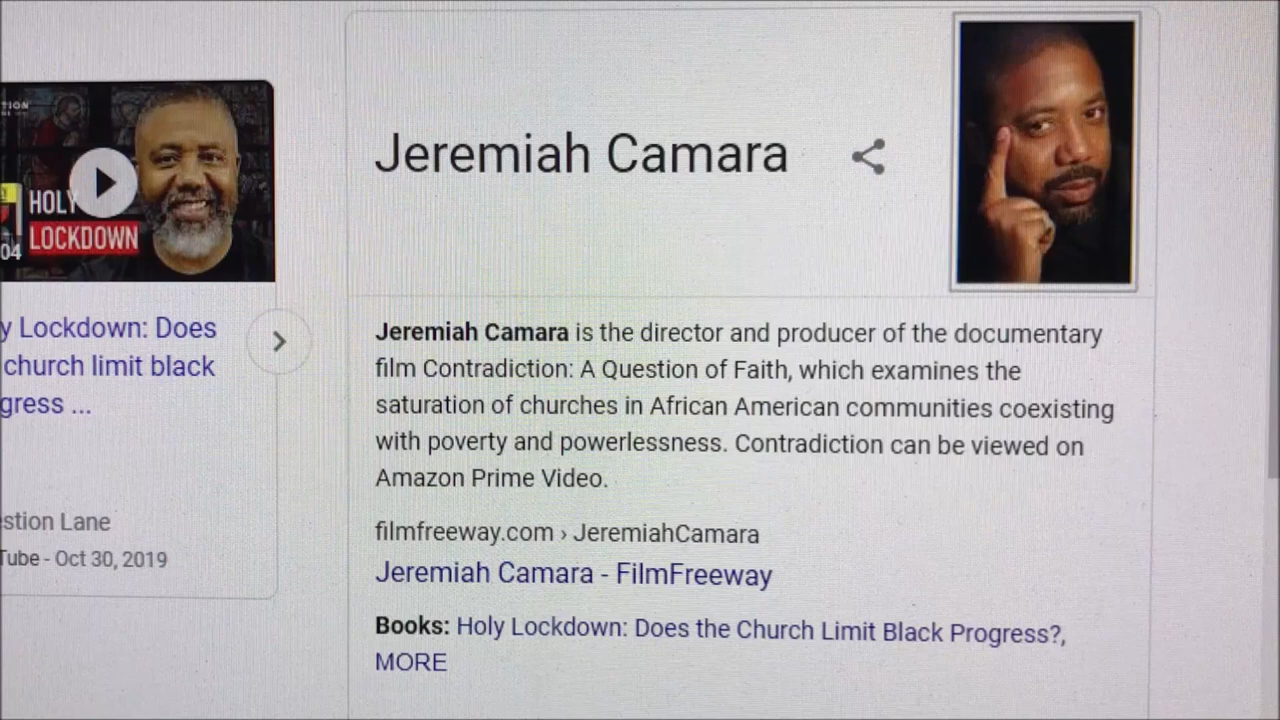 TION
HOLY
LOCKDOWN
04
y Lockdown: Does
church limit black
gress ...
stion Lane
Tube - Oct 30, 2019
Jeremiah Camara
Jeremiah Camara is the director and producer of the documentary
film Contradiction: A Question of Faith, which examines the
saturation of churches in African American communities coexisting
with poverty and powerlessness. Contradiction can be viewed on
Amazon Prime Video.
filmfreeway.com › JeremiahCamara
Jeremiah Camara - FilmFreeway
Books: Holy Lockdown: Does the Church Limit Black Progress?,
MORE